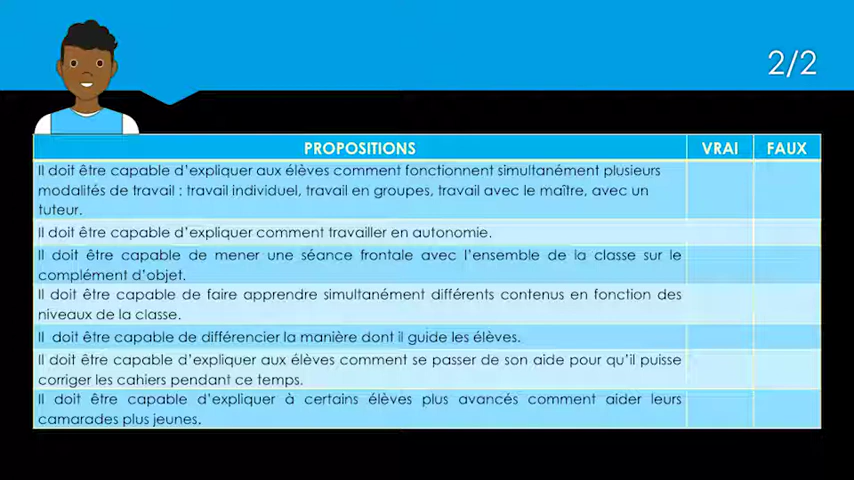 2/2
PROPOSITIONS VRAI FAUX
Il doit être capable d'expliquer aux élèves comment fonctionnent simultanément plusieurs
modalités de travail : travail individuel, travail en groupes, travail avec le maître, avec un
tuteur.
Il doit être capable d'expliquer comment travailler en autonomie.
Il doit être capable de mener une séance frontale avec l'ensemble de la classe sur le
complément d'objet.
Il doit être capable de faire apprendre simultanément différents contenus en fonction des
niveaux de la classe.
Il doit être capable de différencier la manière dont il guide les élèves.
Il doit être capable d'expliquer aux élèves comment se passer de son aide pour qu'il puisse
corriger les cahiers pendant ce temps.
Il doit être capable d'expliquer à certains élèves plus avancés comment aider leurs
camarades plus jeunes.